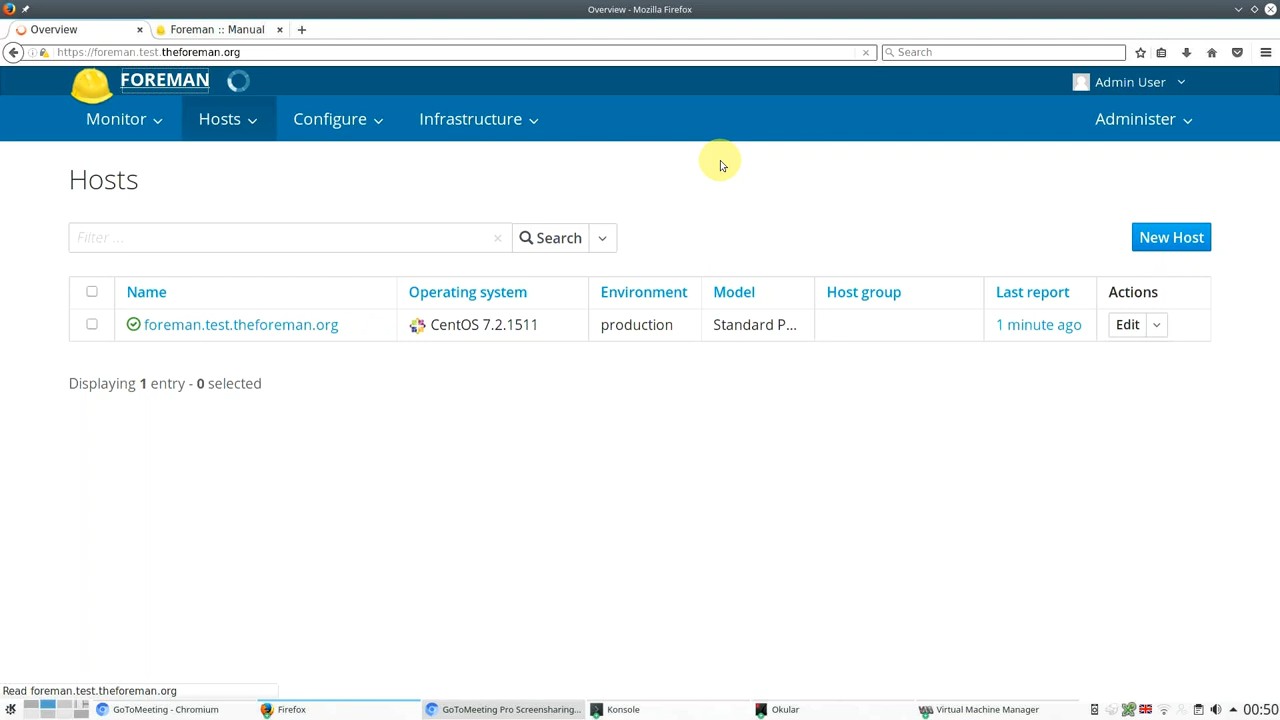 Overview - Mozilla Firefox
Overview
Foreman :: Manual
https://foreman.test.theforeman.org
Search
FOREMAN
Admin User
Monitor
Hosts
Configure
Infrastructure
Administer
Hosts
Filter ...
Search
New Host
Name Operating system Environment Model Host group Last report Actions
foreman.test.theforeman.org CentOS 7.2.1511 production Standard P... 1 minute ago Edit
Displaying 1 entry - 0 selected
Read foreman.test.theforeman.org
GoToMeeting - Chromium
Firefox
GoToMeeting Pro Screensharing...
Konsole
Okular
Virtual Machine Manager
00:50